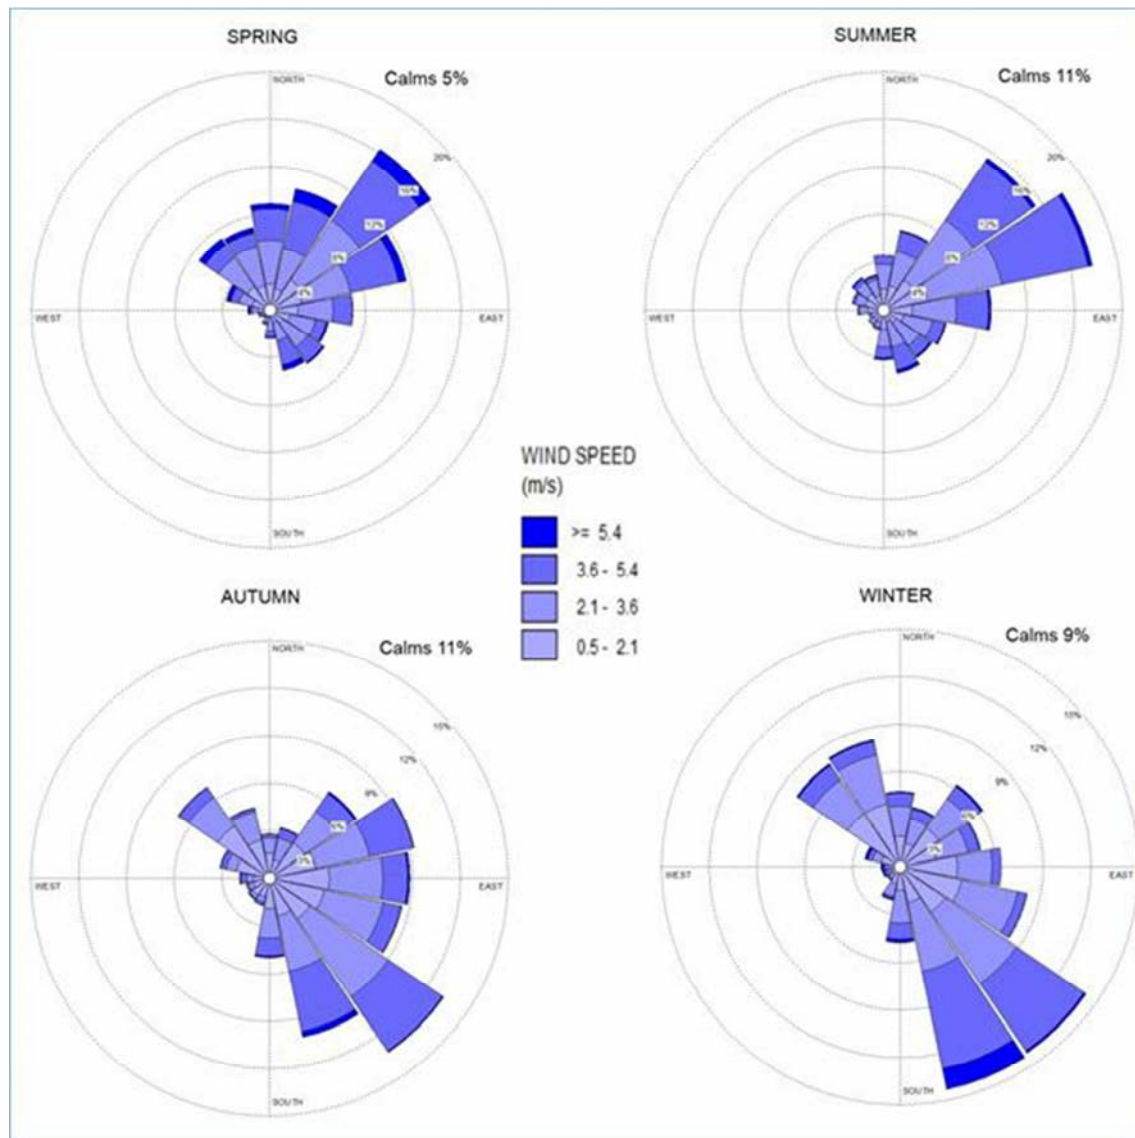 SPRING
Calms 5%
NORTH
20%
16%
12%
8%
4%
WEST
EAST
SOUTH
SUMMER
Calms 11%
NORTH
20%
16%
12%
8%
4%
WEST
EAST
SOUTH
WIND SPEED
(m/s)
>= 5.4
3.6 - 5.4
2.1 - 3.6
0.5 - 2.1
AUTUMN
Calms 11%
NORTH
15%
12%
9%
6%
3%
WEST
EAST
SOUTH
WINTER
Calms 9%
NORTH
15%
12%
9%
6%
3%
WEST
EAST
SOUTH